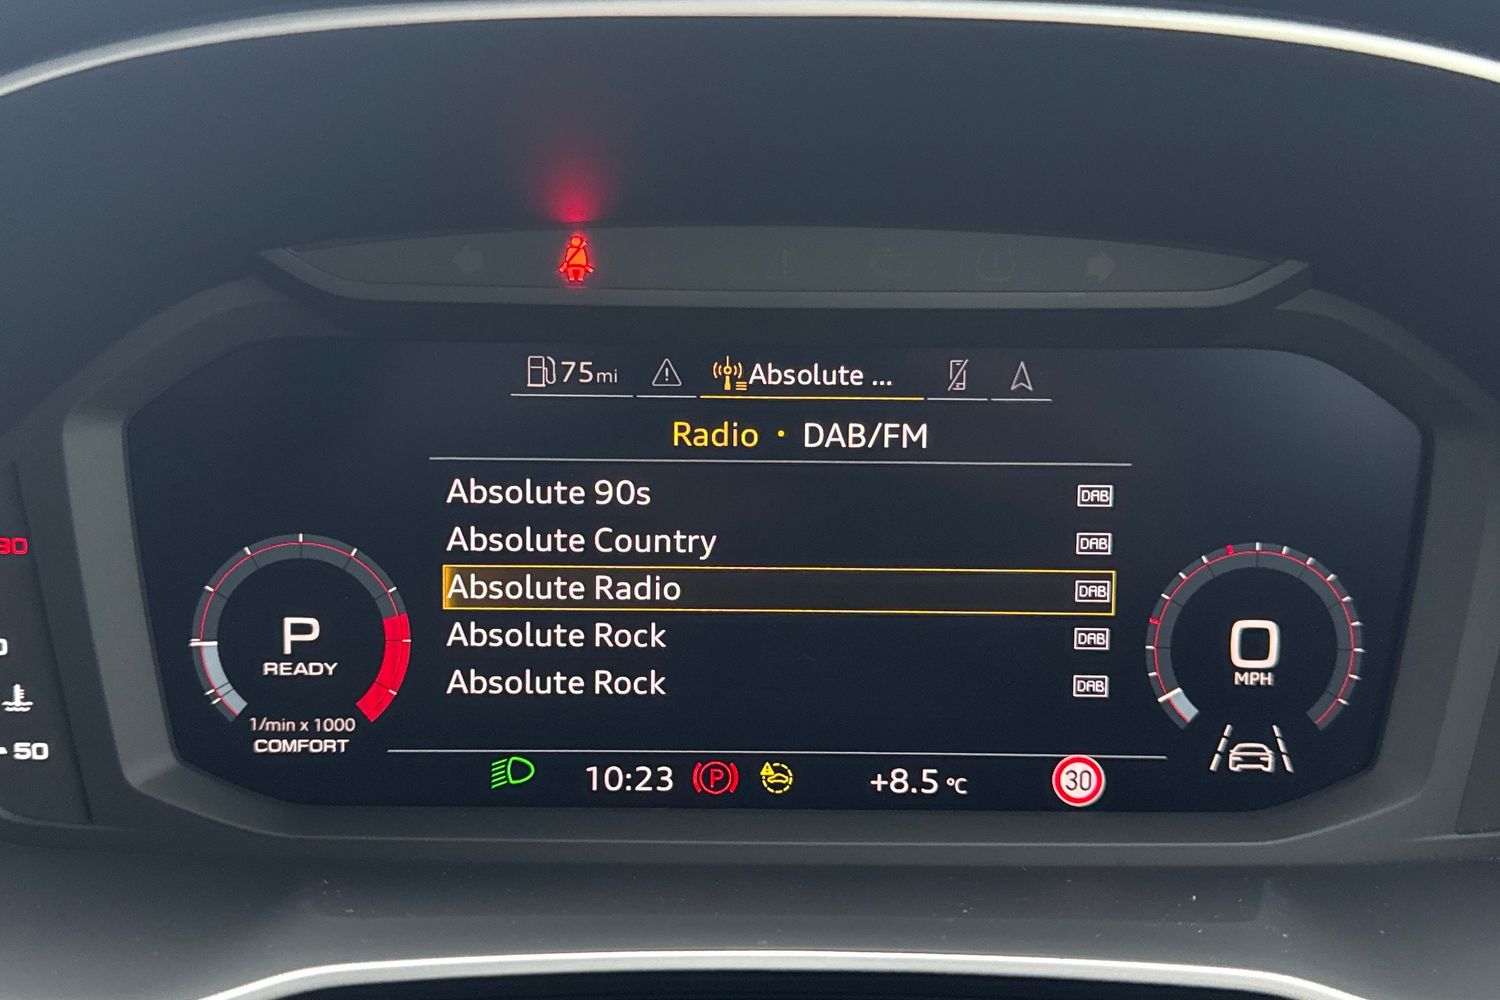 75mi
Absolute ...
Radio · DAB/FM
Absolute 90s DAB
Absolute Country DAB
Absolute Radio DAB
Absolute Rock DAB
Absolute Rock DAB
P
READY
1/min x 1000
COMFORT
0
MPH
50
10:23 P +8.5 °C 30